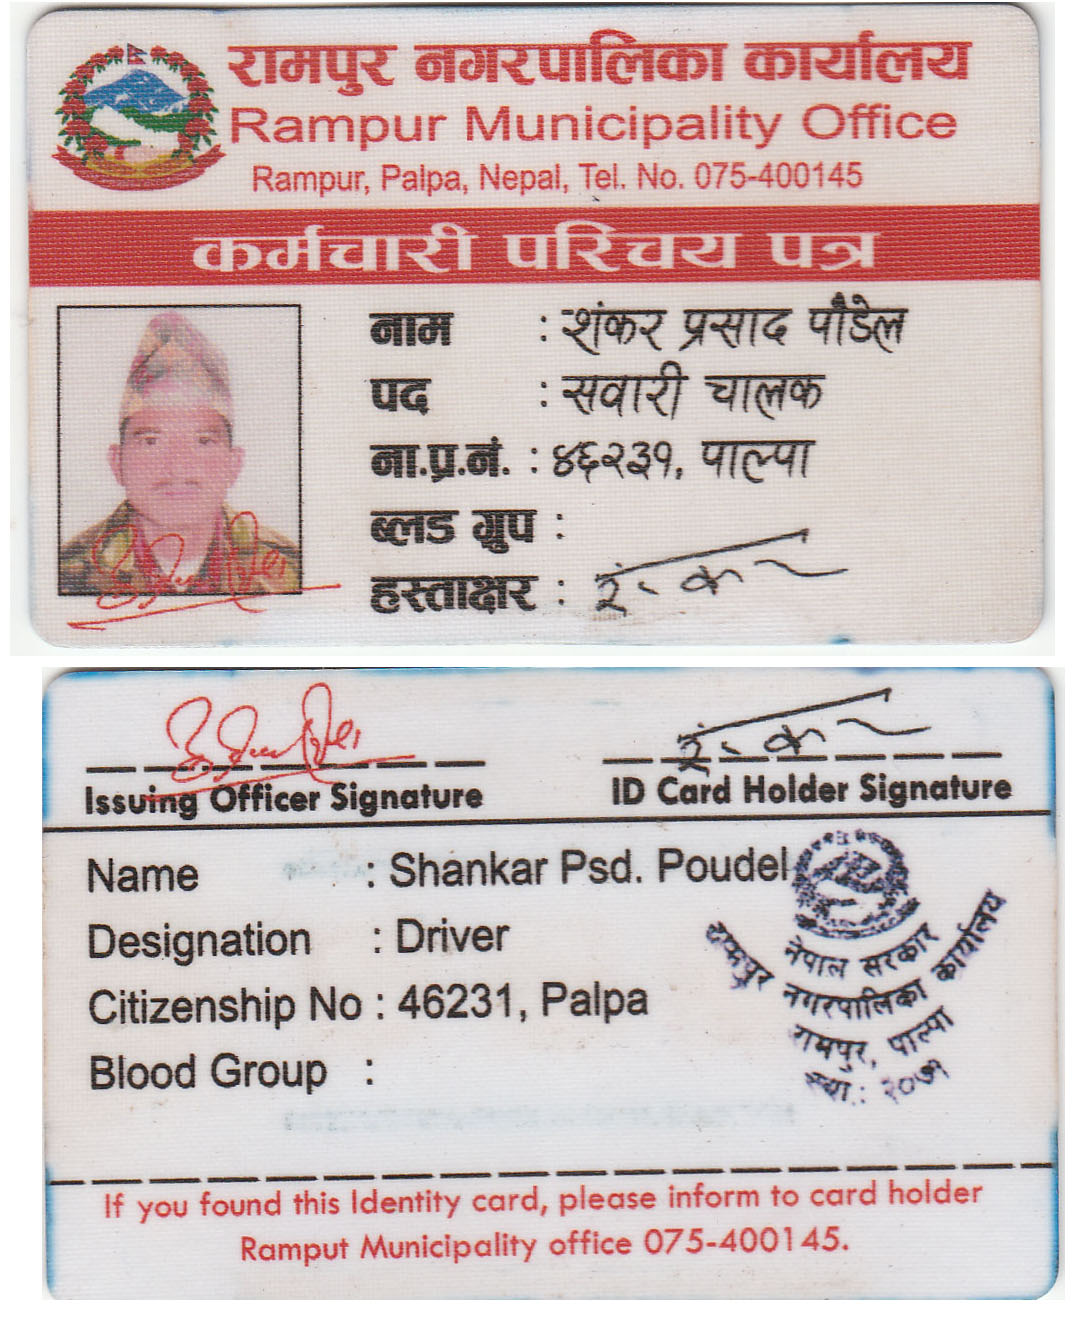 रामपुर नगरपालिका कार्यालय
Rampur Municipality Office
Rampur, Palpa, Nepal, Tel. No. 075-400145
कर्मचारी परिचय पत्र
नाम : शंकर प्रसाद पौडेल
पद : सवारी चालक
ना.प्र.नं. : ४६२३१, पाल्पा
ब्लड ग्रुप :
हस्ताक्षर :
Issuing Officer Signature
ID Card Holder Signature
Name : Shankar Psd. Poudel
Designation : Driver
Citizenship No : 46231, Palpa
Blood Group :
नेपाल सरकार
रामपुर नगरपालिका कार्यालय
रामपुर, पाल्पा
स्था.: २०७१
If you found this Identity card, please inform to card holder
Ramput Municipality office 075-400145.